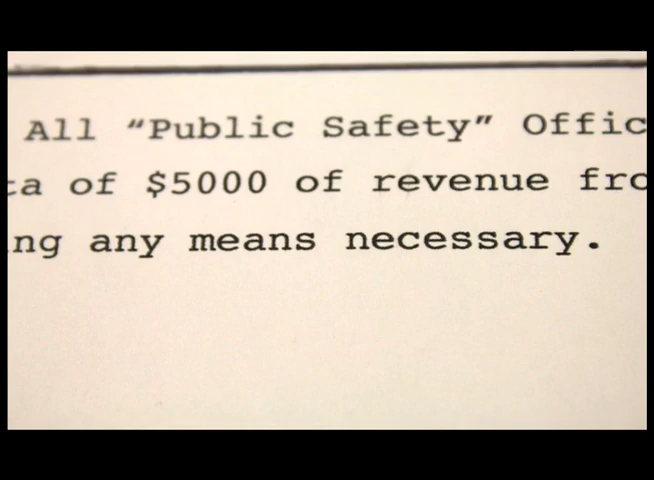 All “Public Safety” Offic
ta of $5000 of revenue fro
ng any means necessary.